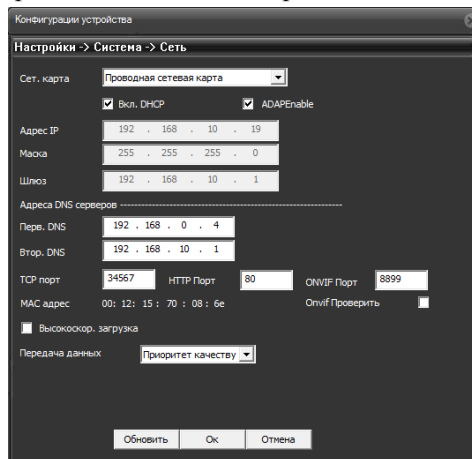 Конфигурации устройства
Настройки -> Система -> Сеть
Сет. карта Проводная сетевая карта
Вкл. DHCP ADAPEnable
Адрес IP 192 . 168 . 10 . 19
Маска 255 . 255 . 255 . 0
Шлюз 192 . 168 . 10 . 1
Адреса DNS серверов
Перв. DNS 192 . 168 . 0 . 4
Втор. DNS 192 . 168 . 10 . 1
TCP порт 34567 HTTP Порт 80 ONVIF Порт 8899
MAC адрес 00: 12: 15 : 70 : 08 : 6e Onvif Проверить
Высокоскор. загрузка
Передача данных Приоритет качеству
Обновить Ок Отмена